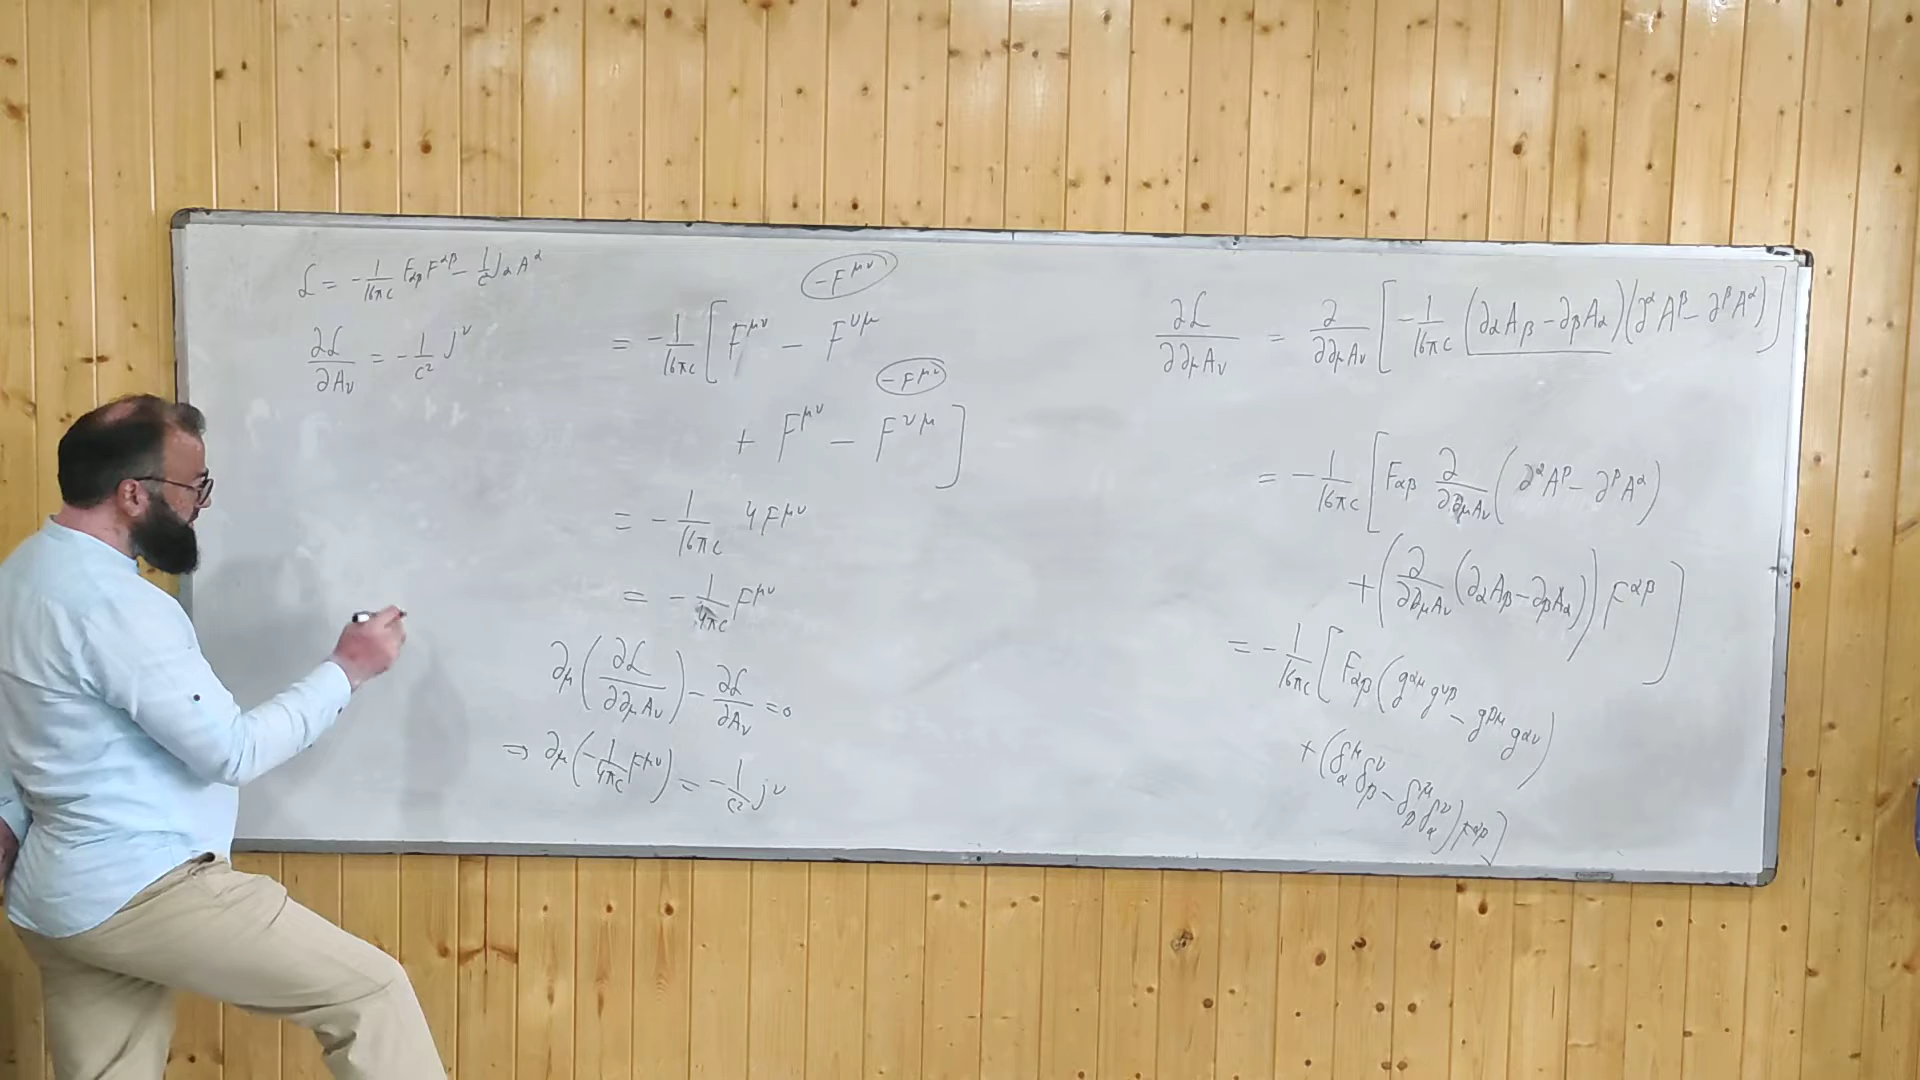 ℒ = -1/16πc F_αβ F^αβ - 1/c² j_α A^α
∂ℒ/∂A_ν = -1/c² j^ν
-F^μν
= -1/16πc [ F^μν - F^νμ
-F^μν
+ F^μν - F^νμ ]
= -1/16πc 4F^μν
= -1/4πc F^μν
∂_μ ( ∂ℒ/∂∂_μA_ν ) - ∂ℒ/∂A_ν = 0
⇒ ∂_μ ( -1/4πc F^μν ) = -1/c² j^ν
∂ℒ/∂∂_μA_ν = ∂/∂∂_μA_ν [ -1/16πc (∂_αA_β - ∂_βA_α)(∂^αA^β - ∂^βA^α) ]
= -1/16πc [ F_αβ ∂/∂∂_μA_ν ( ∂^αA^β - ∂^βA^α )
+ ( ∂/∂∂_μA_ν (∂_αA_β - ∂_βA_α) ) F^αβ ]
= -1/16πc [ F_αβ ( g^αμ g^νβ - g^βμ g^αν )
+ ( δ^μ_α δ^ν_β - δ^μ_β δ^ν_α ) F^αβ ]